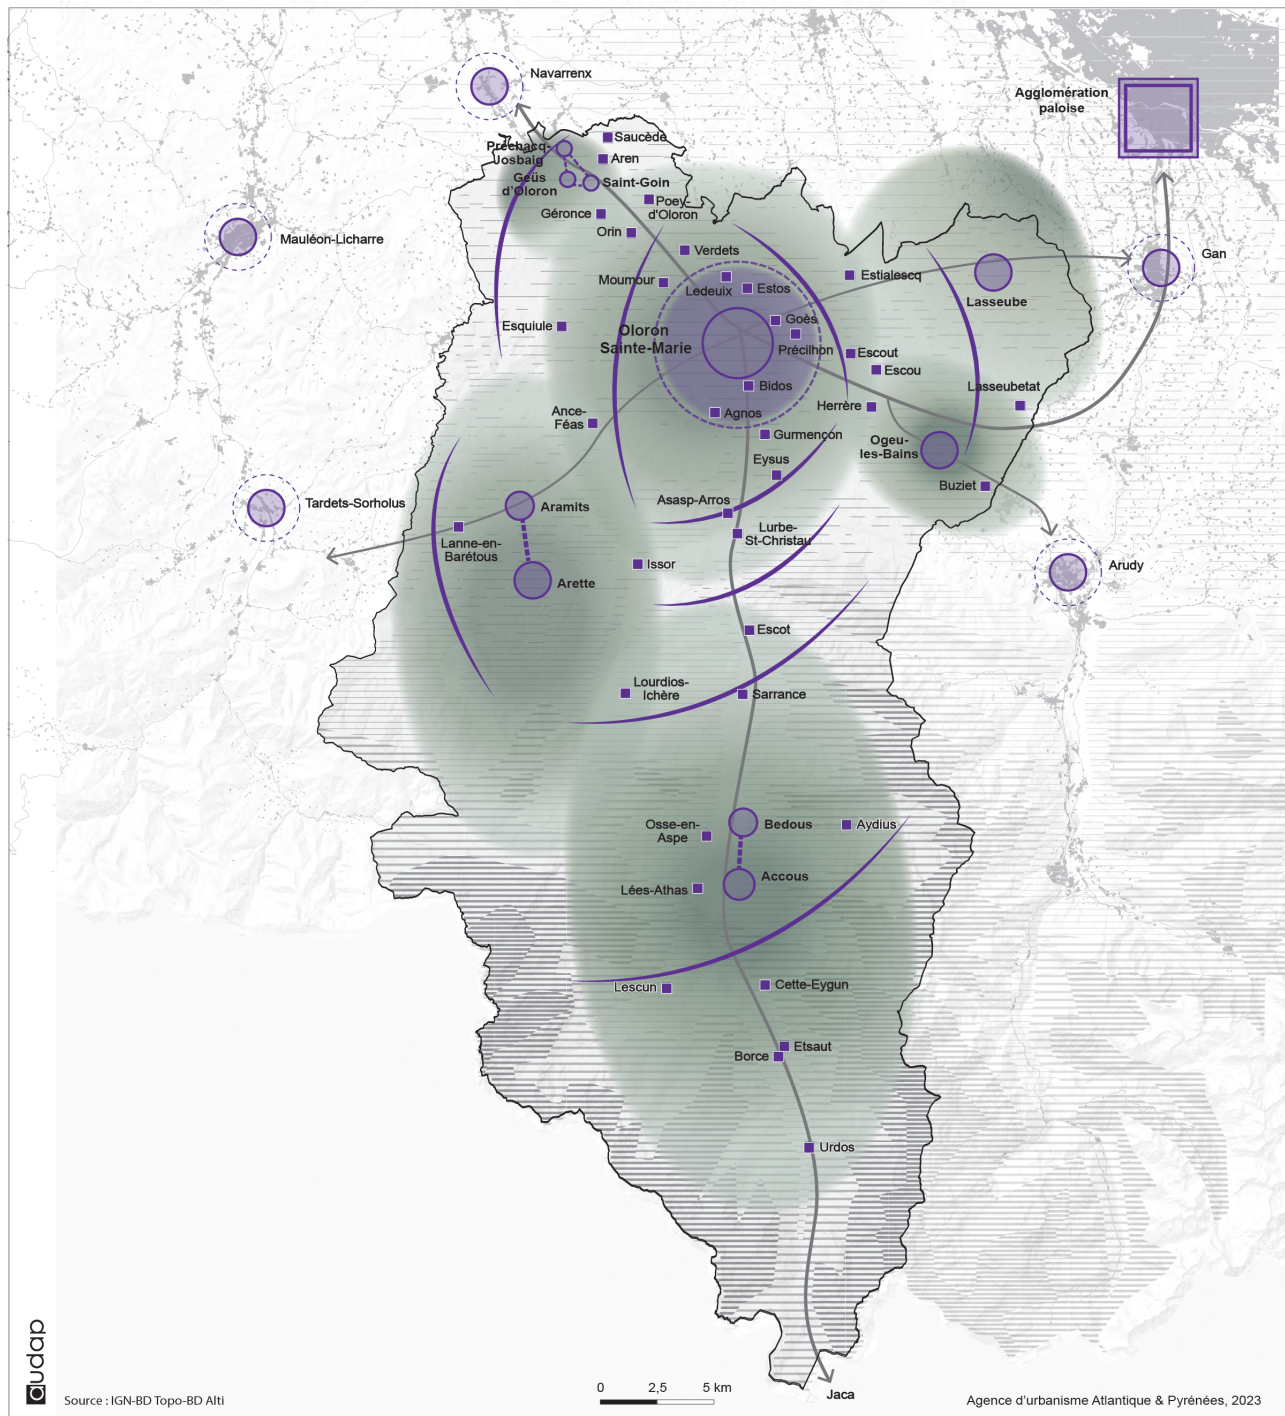 Navarrenx
Agglomération
paloise
Saucède
Préchacq-
Josbaig
Aren
Geüs
d'Oloron
Saint-Goin
Poey-
d'Oloron
Géronce
Orin
Mauléon-Licharre
Verdets
Gan
Moumour
Ledeuix
Estos
Estialescq
Lasseube
Esquiule
Oloron
Sainte-Marie
Goès
Précilhon
Escout
Escou
Bidos
Lasseubetat
Ance-
Féas
Agnos
Herrère
Gurmençon
Ogeu-
les-Bains
Eysus
Buziet
Tardets-Sorholus
Aramits
Asasp-Arros
Lurbe-
St-Christau
Lanne-en-
Barétous
Issor
Arudy
Arette
Escot
Lourdios-
Ichère
Sarrance
Osse-en-
Aspe
Bedous
Aydius
Accous
Lées-Athas
Lescun
Cette-Eygun
Etsaut
Borce
Urdos
Jaca
audap
Source : IGN-BD Topo-BD Alti
0 2,5 5 km
Agence d'urbanisme Atlantique & Pyrénées, 2023